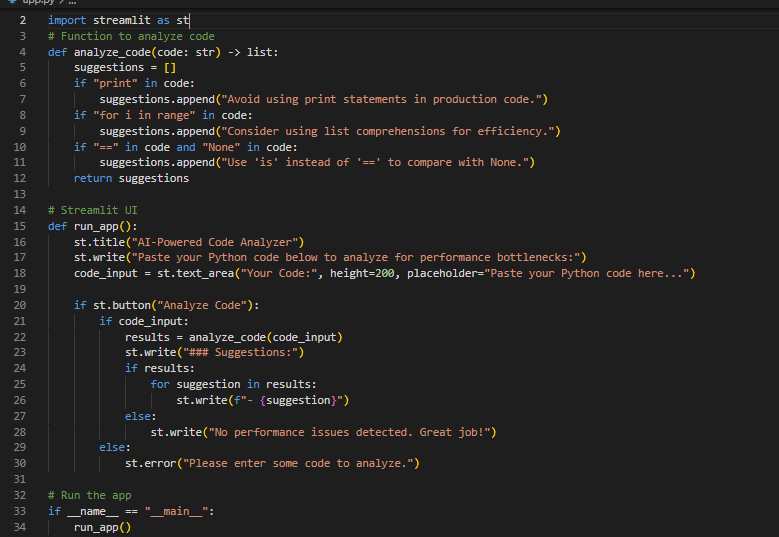 app.py > ...
2 import streamlit as st
3 # Function to analyze code
4 def analyze_code(code: str) -> list:
5     suggestions = []
6     if "print" in code:
7         suggestions.append("Avoid using print statements in production code.")
8     if "for i in range" in code:
9         suggestions.append("Consider using list comprehensions for efficiency.")
10     if "==" in code and "None" in code:
11         suggestions.append("Use 'is' instead of '==' to compare with None.")
12     return suggestions
13
14 # Streamlit UI
15 def run_app():
16     st.title("AI-Powered Code Analyzer")
17     st.write("Paste your Python code below to analyze for performance bottlenecks:")
18     code_input = st.text_area("Your Code:", height=200, placeholder="Paste your Python code here...")
19
20     if st.button("Analyze Code"):
21         if code_input:
22             results = analyze_code(code_input)
23             st.write("### Suggestions:")
24             if results:
25                 for suggestion in results:
26                     st.write(f"- {suggestion}")
27             else:
28                 st.write("No performance issues detected. Great job!")
29         else:
30             st.error("Please enter some code to analyze.")
31
32 # Run the app
33 if __name__ == "__main__":
34     run_app()